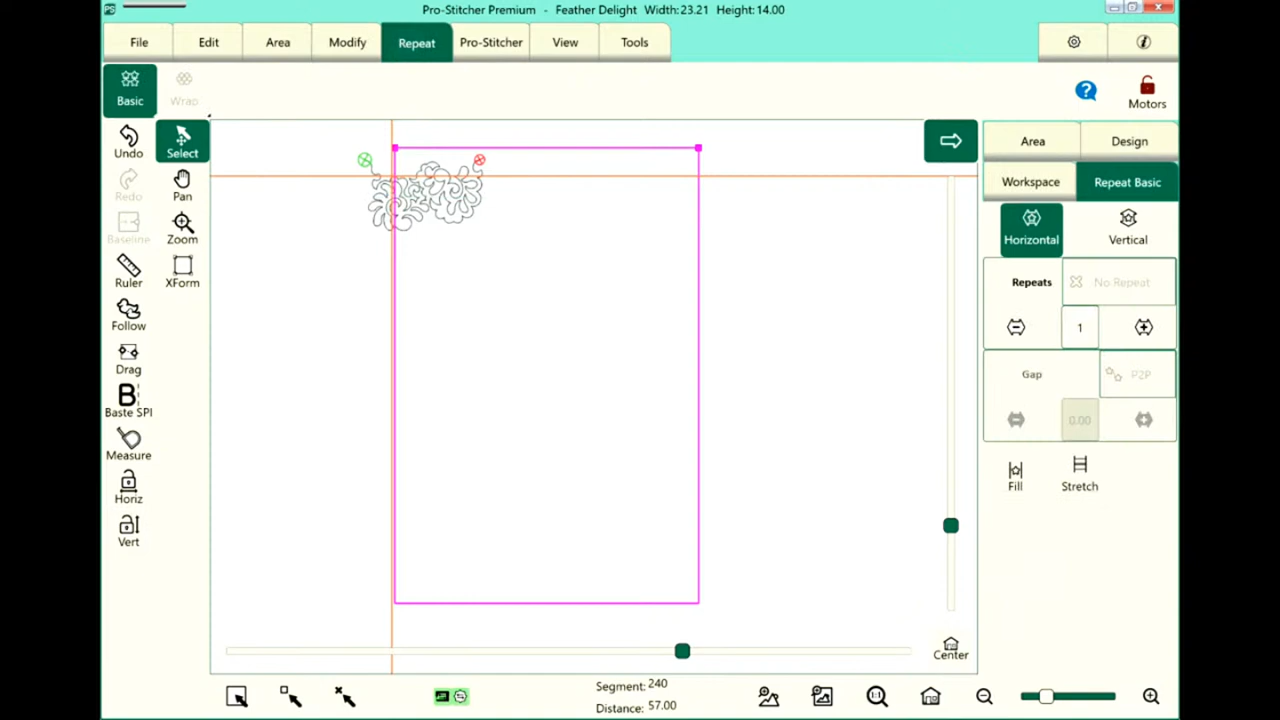 PS Pro-Stitcher Premium - Feather Delight Width:23.21 Height:14.00
File Edit Area Modify Repeat Pro-Stitcher View Tools
Basic Wrap ? Motors
Undo Select
Redo Pan
Baseline Zoom
Ruler XForm
Follow
Drag
B
Baste SPI
Measure
Horiz
Vert
Area Design
Workspace Repeat Basic
Horizontal Vertical
Repeats No Repeat
1
Gap P2P
0.00
Fill Stretch
Center
Segment: 240
Distance: 57.00